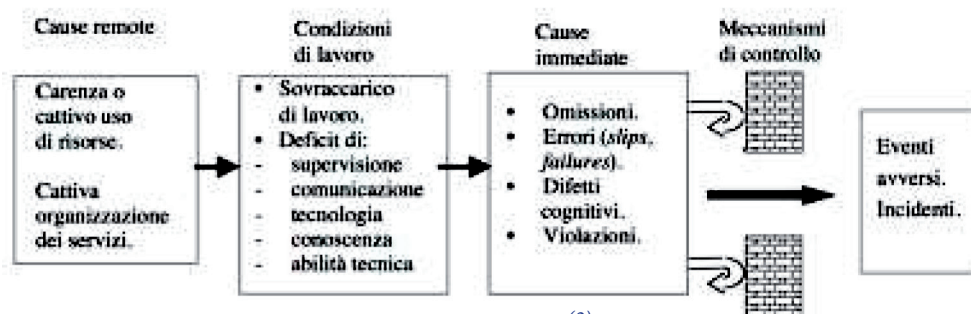 Cause remote
Carenza o
cattivo uso
di risorse.
Cattiva
organizzazione
dei servizi.
Condizioni
di lavoro
• Sovraccarico
di lavoro.
• Deficit di:
- supervisione
- comunicazione
- tecnologia
- conoscenza
- abilità tecnica
Cause
immediate
• Omissioni.
• Errori (slips,
failures).
• Difetti
cognitivi.
• Violazioni.
Meccanismi
di controllo
Eventi
avversi.
Incidenti.